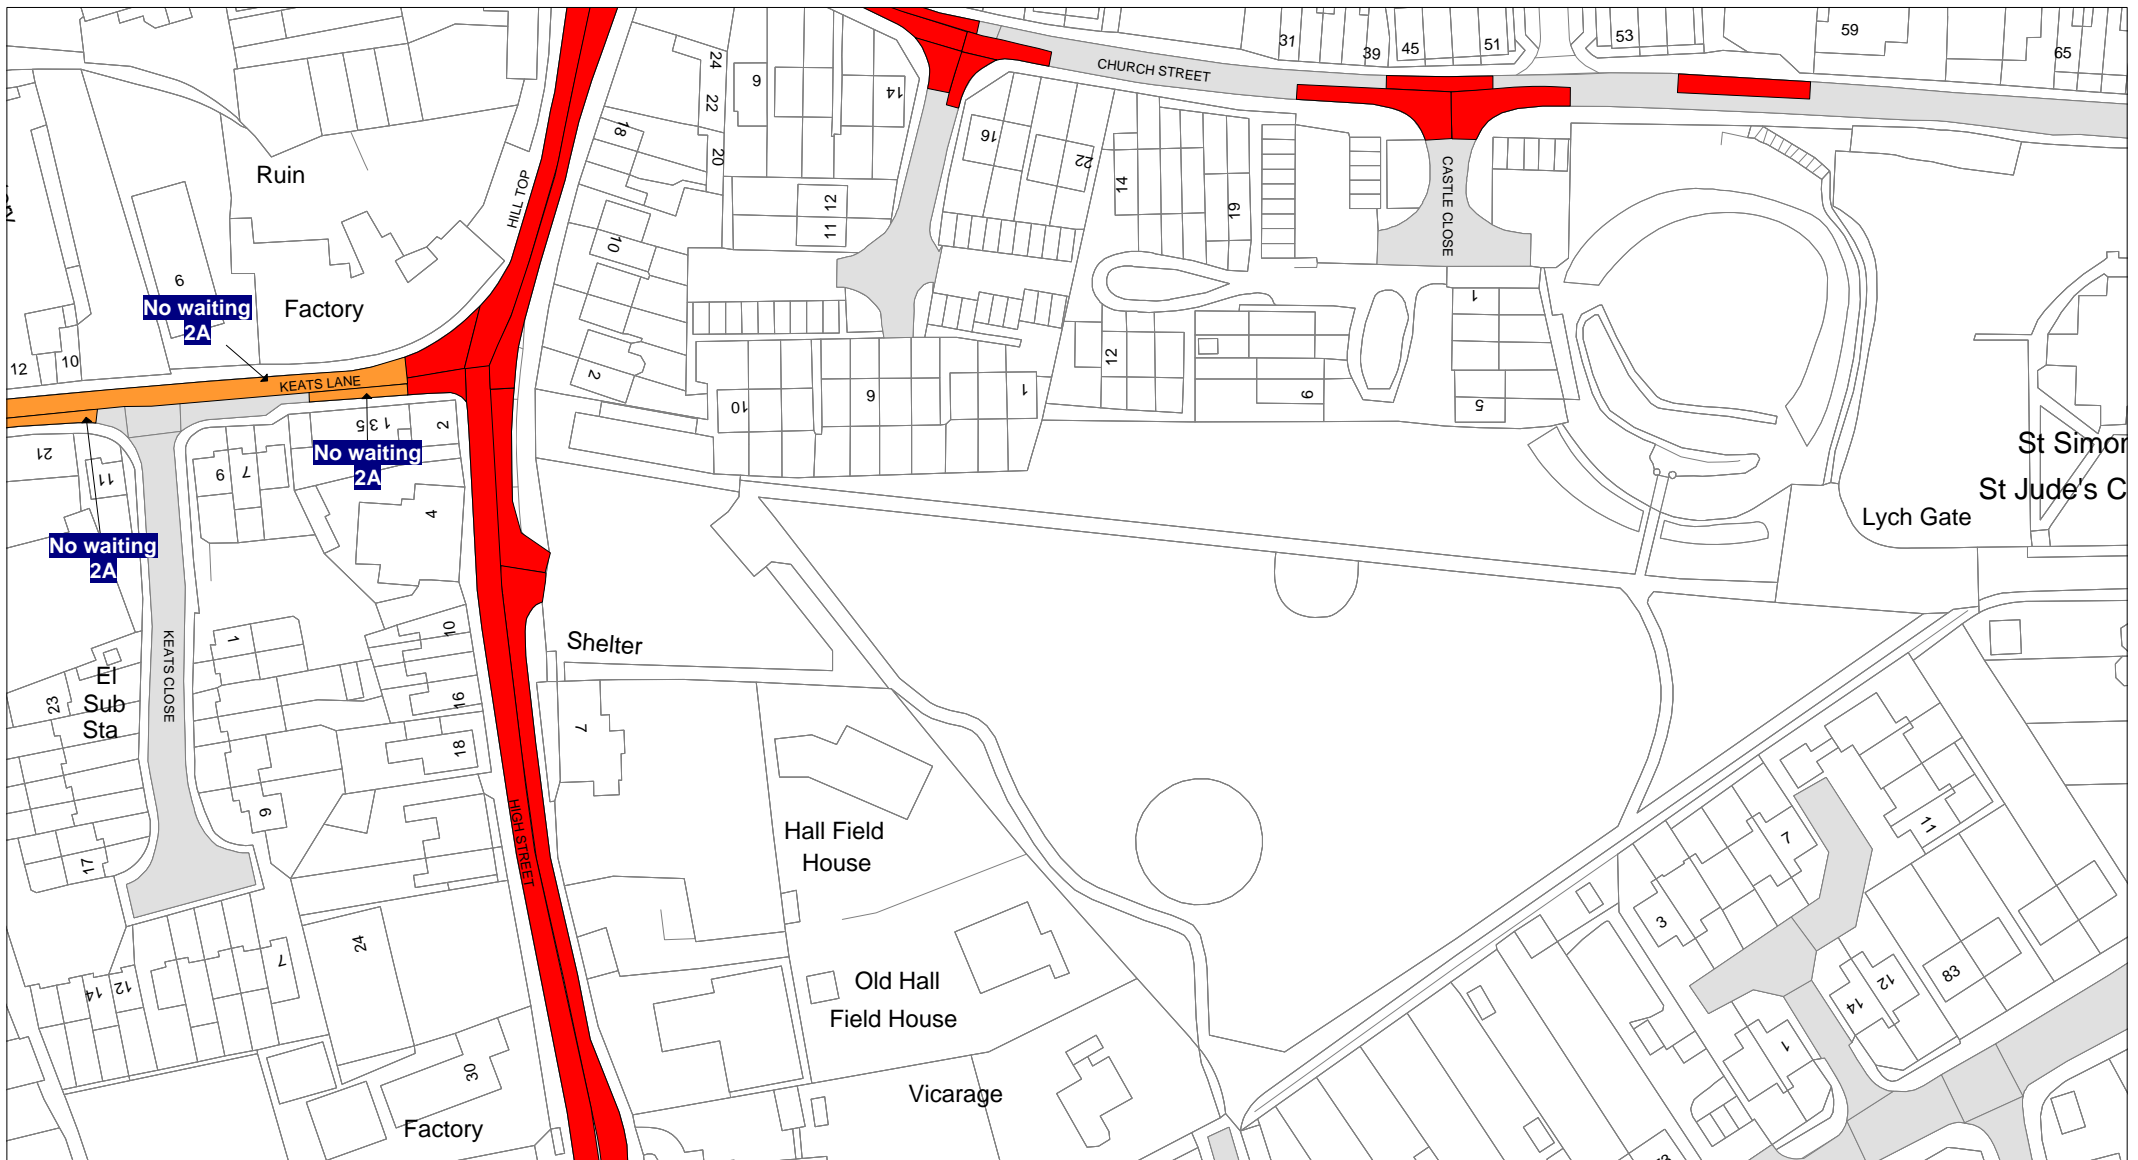 31
39
45
51
53
59
65
CHURCH STREET
24
22
20
18
6
14
16
22
14
19
12
11
10
2
HILL TOP
CASTLE CLOSE
Ruin
Factory
9
No waiting
2A
12
10
KEATS LANE
10
9
1
12
9
1
5
1 3 5
2
No waiting
2A
21
11
9
7
4
No waiting
2A
St Simon
St Jude's C
Lych Gate
KEATS CLOSE
1
10
16
18
Shelter
7
El
Sub
Sta
23
17
9
HIGH STREET
Hall Field
House
24
7
14
12
Old Hall
Field House
30
Factory
Vicarage
7
11
3
12
14
83
1